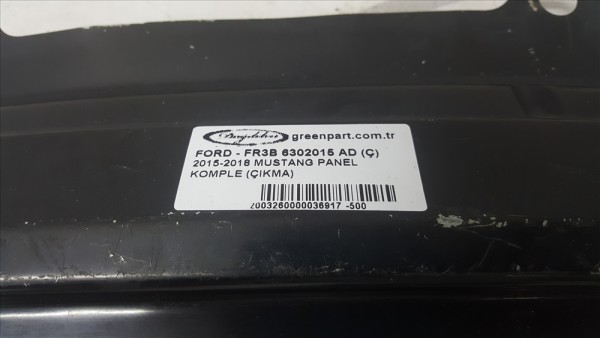 greenpart.com.tr
FORD - FR3B 6302015 AD (Ç)
2015-2018 MUSTANG PANEL
KOMPLE (ÇIKMA)
2003260000036917 -500